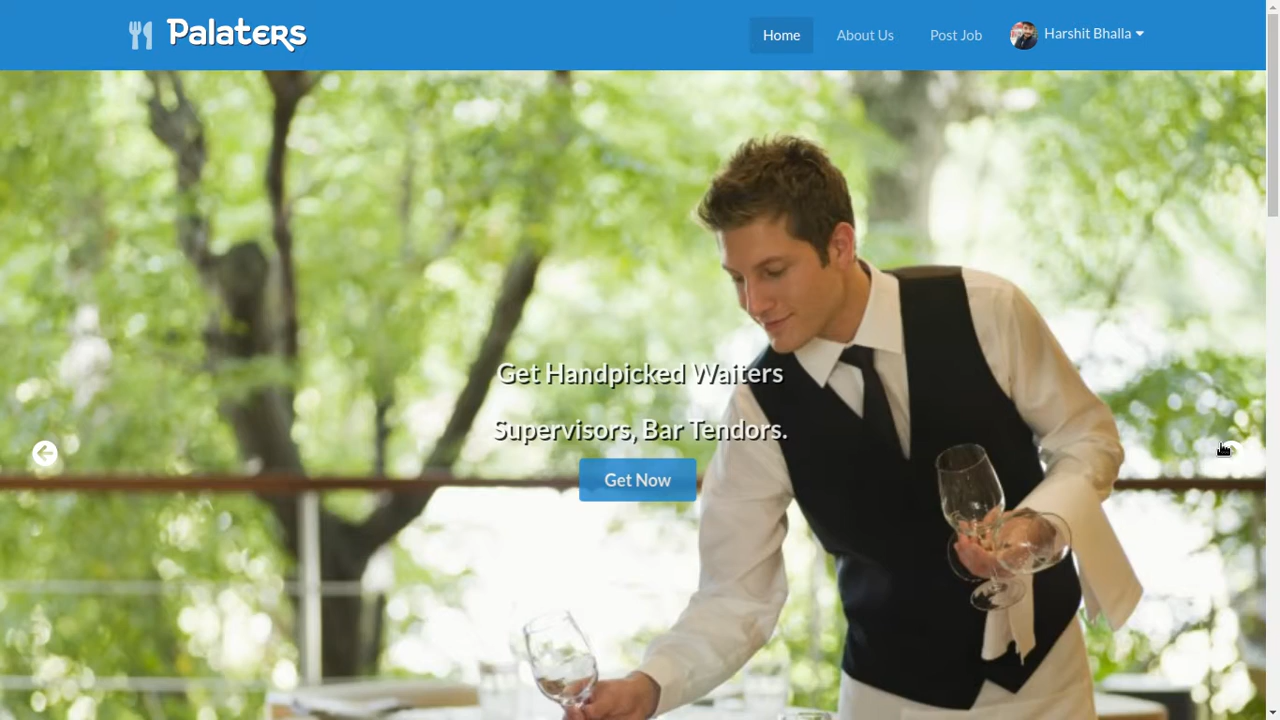 Palaters
Home
About Us
Post Job
Harshit Bhalla
Get Handpicked Waiters
Supervisors, Bar Tendors.
Get Now